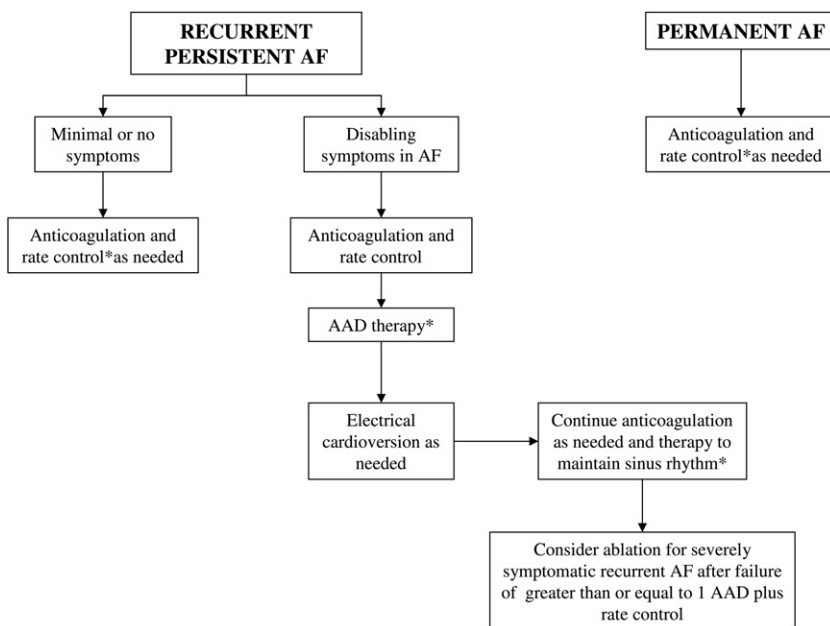 RECURRENT
PERSISTENT AF
PERMANENT AF
Minimal or no
symptoms
Disabling
symptoms in AF
Anticoagulation and
rate control*as needed
Anticoagulation and
rate control*as needed
Anticoagulation and
rate control
AAD therapy*
Electrical
cardioversion as
needed
Continue anticoagulation
as needed and therapy to
maintain sinus rhythm*
Consider ablation for severely
symptomatic recurrent AF after failure
of greater than or equal to 1 AAD plus
rate control